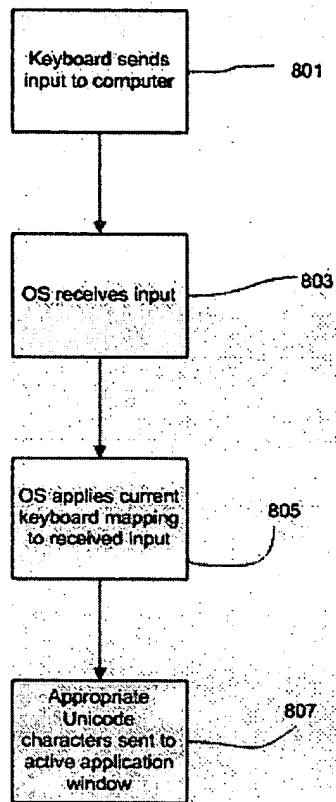 Keyboard sends
input to computer
801
OS receives input
803
OS applies current
keyboard mapping
to received input
805
Appropriate
Unicode
characters sent to
active application
window
807